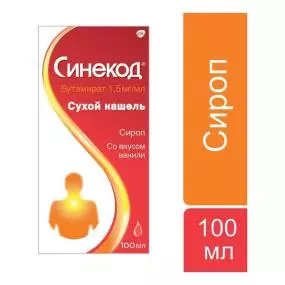 Синекод®
Бутамират 1,5 мг/мл
Сухой кашель
Сироп
Со вкусом
ванили
100 мл
Сироп
100
мл